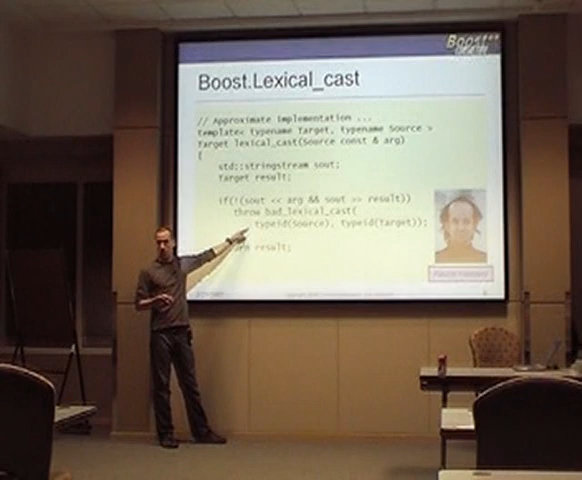 Boost
Boost.Lexical_cast
// Approximate implementation ...
template< typename Target, typename Source >
Target lexical_cast(Source const & arg)
{
std::stringstream sout;
Target result;
if(!(sout << arg && sout >> result))
throw bad_lexical_cast(
typeid(Source), typeid(Target));
result;